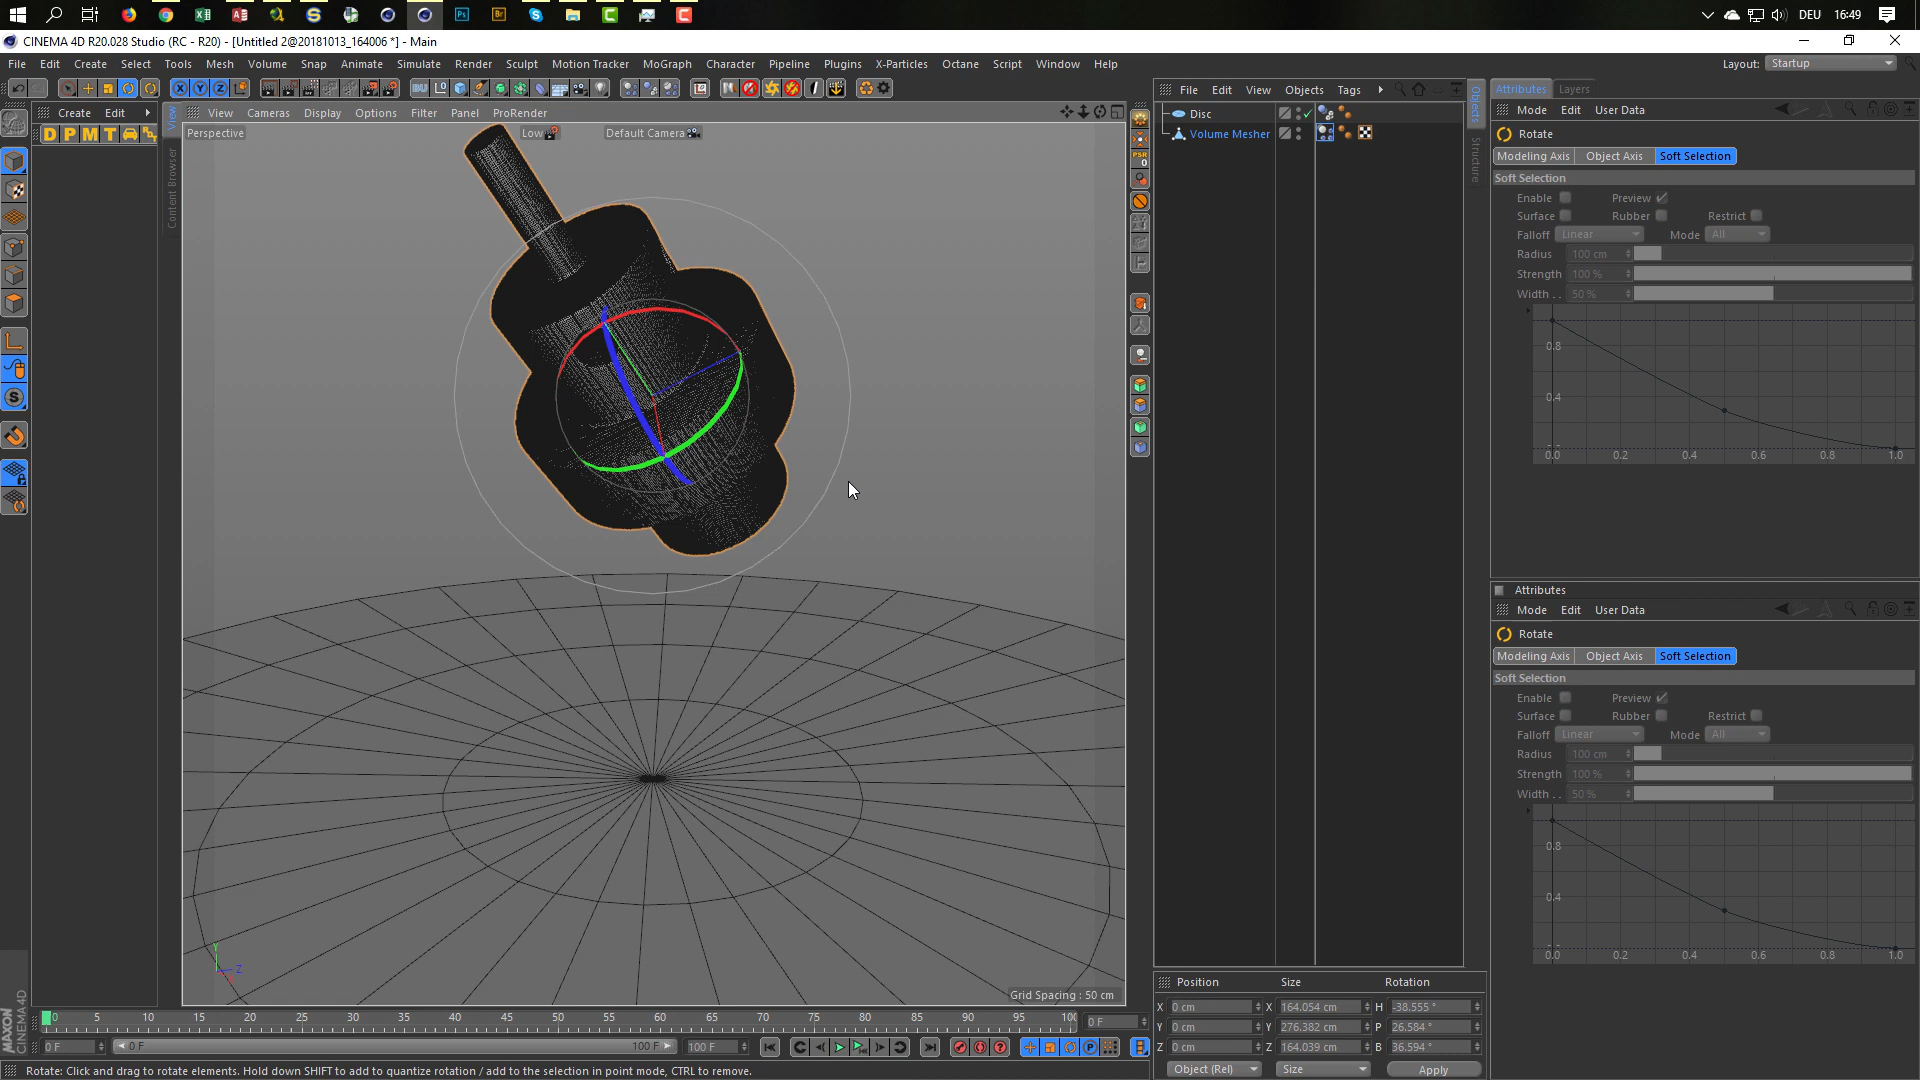 DEU 16:49
CINEMA 4D R20.028 Studio (RC - R20) - [Untitled 2@20181013_164006 *] - Main
File Edit Create Select Tools Mesh Volume Snap Animate Simulate Render Sculpt Motion Tracker MoGraph Character Pipeline Plugins X-Particles Octane Script Window Help Layout: Startup
File Edit View Objects Tags
Attributes Layers
Create Edit
View Cameras Display Options Filter Panel ProRender
Mode Edit User Data
View
Content Browser
Objects
Structure
Perspective Low Default Camera
D P M T
Disc
Volume Mesher
PSR
0
Rotate
Modeling Axis Object Axis Soft Selection
Soft Selection
Enable Preview
Surface Rubber Restrict
Falloff Linear Mode All
Radius 100 cm
Strength 100 %
Width . . 50 %
0.8
0.4
0.0 0.2 0.4 0.6 0.8 1.0
Attributes
Mode Edit User Data
Rotate
Modeling Axis Object Axis Soft Selection
Soft Selection
Enable Preview
Surface Rubber Restrict
Falloff Linear Mode All
Radius 100 cm
Strength 100 %
Width . . 50 %
0.8
0.4
0.0 0.2 0.4 0.6 0.8 1.0
Y
Z
Grid Spacing : 50 cm
MAXON
CINEMA 4D
0 5 10 15 20 25 30 35 40 45 50 55 60 65 70 75 80 85 90 95 100 0 F
0 F 0 F 100 F 100 F
Position Size Rotation
X 0 cm X 164.054 cm H -38.555 °
Y 0 cm Y 276.382 cm P 26.584 °
Z 0 cm Z 164.039 cm B 36.594 °
Object (Rel) Size Apply
Rotate: Click and drag to rotate elements. Hold down SHIFT to add to quantize rotation / add to the selection in point mode, CTRL to remove.